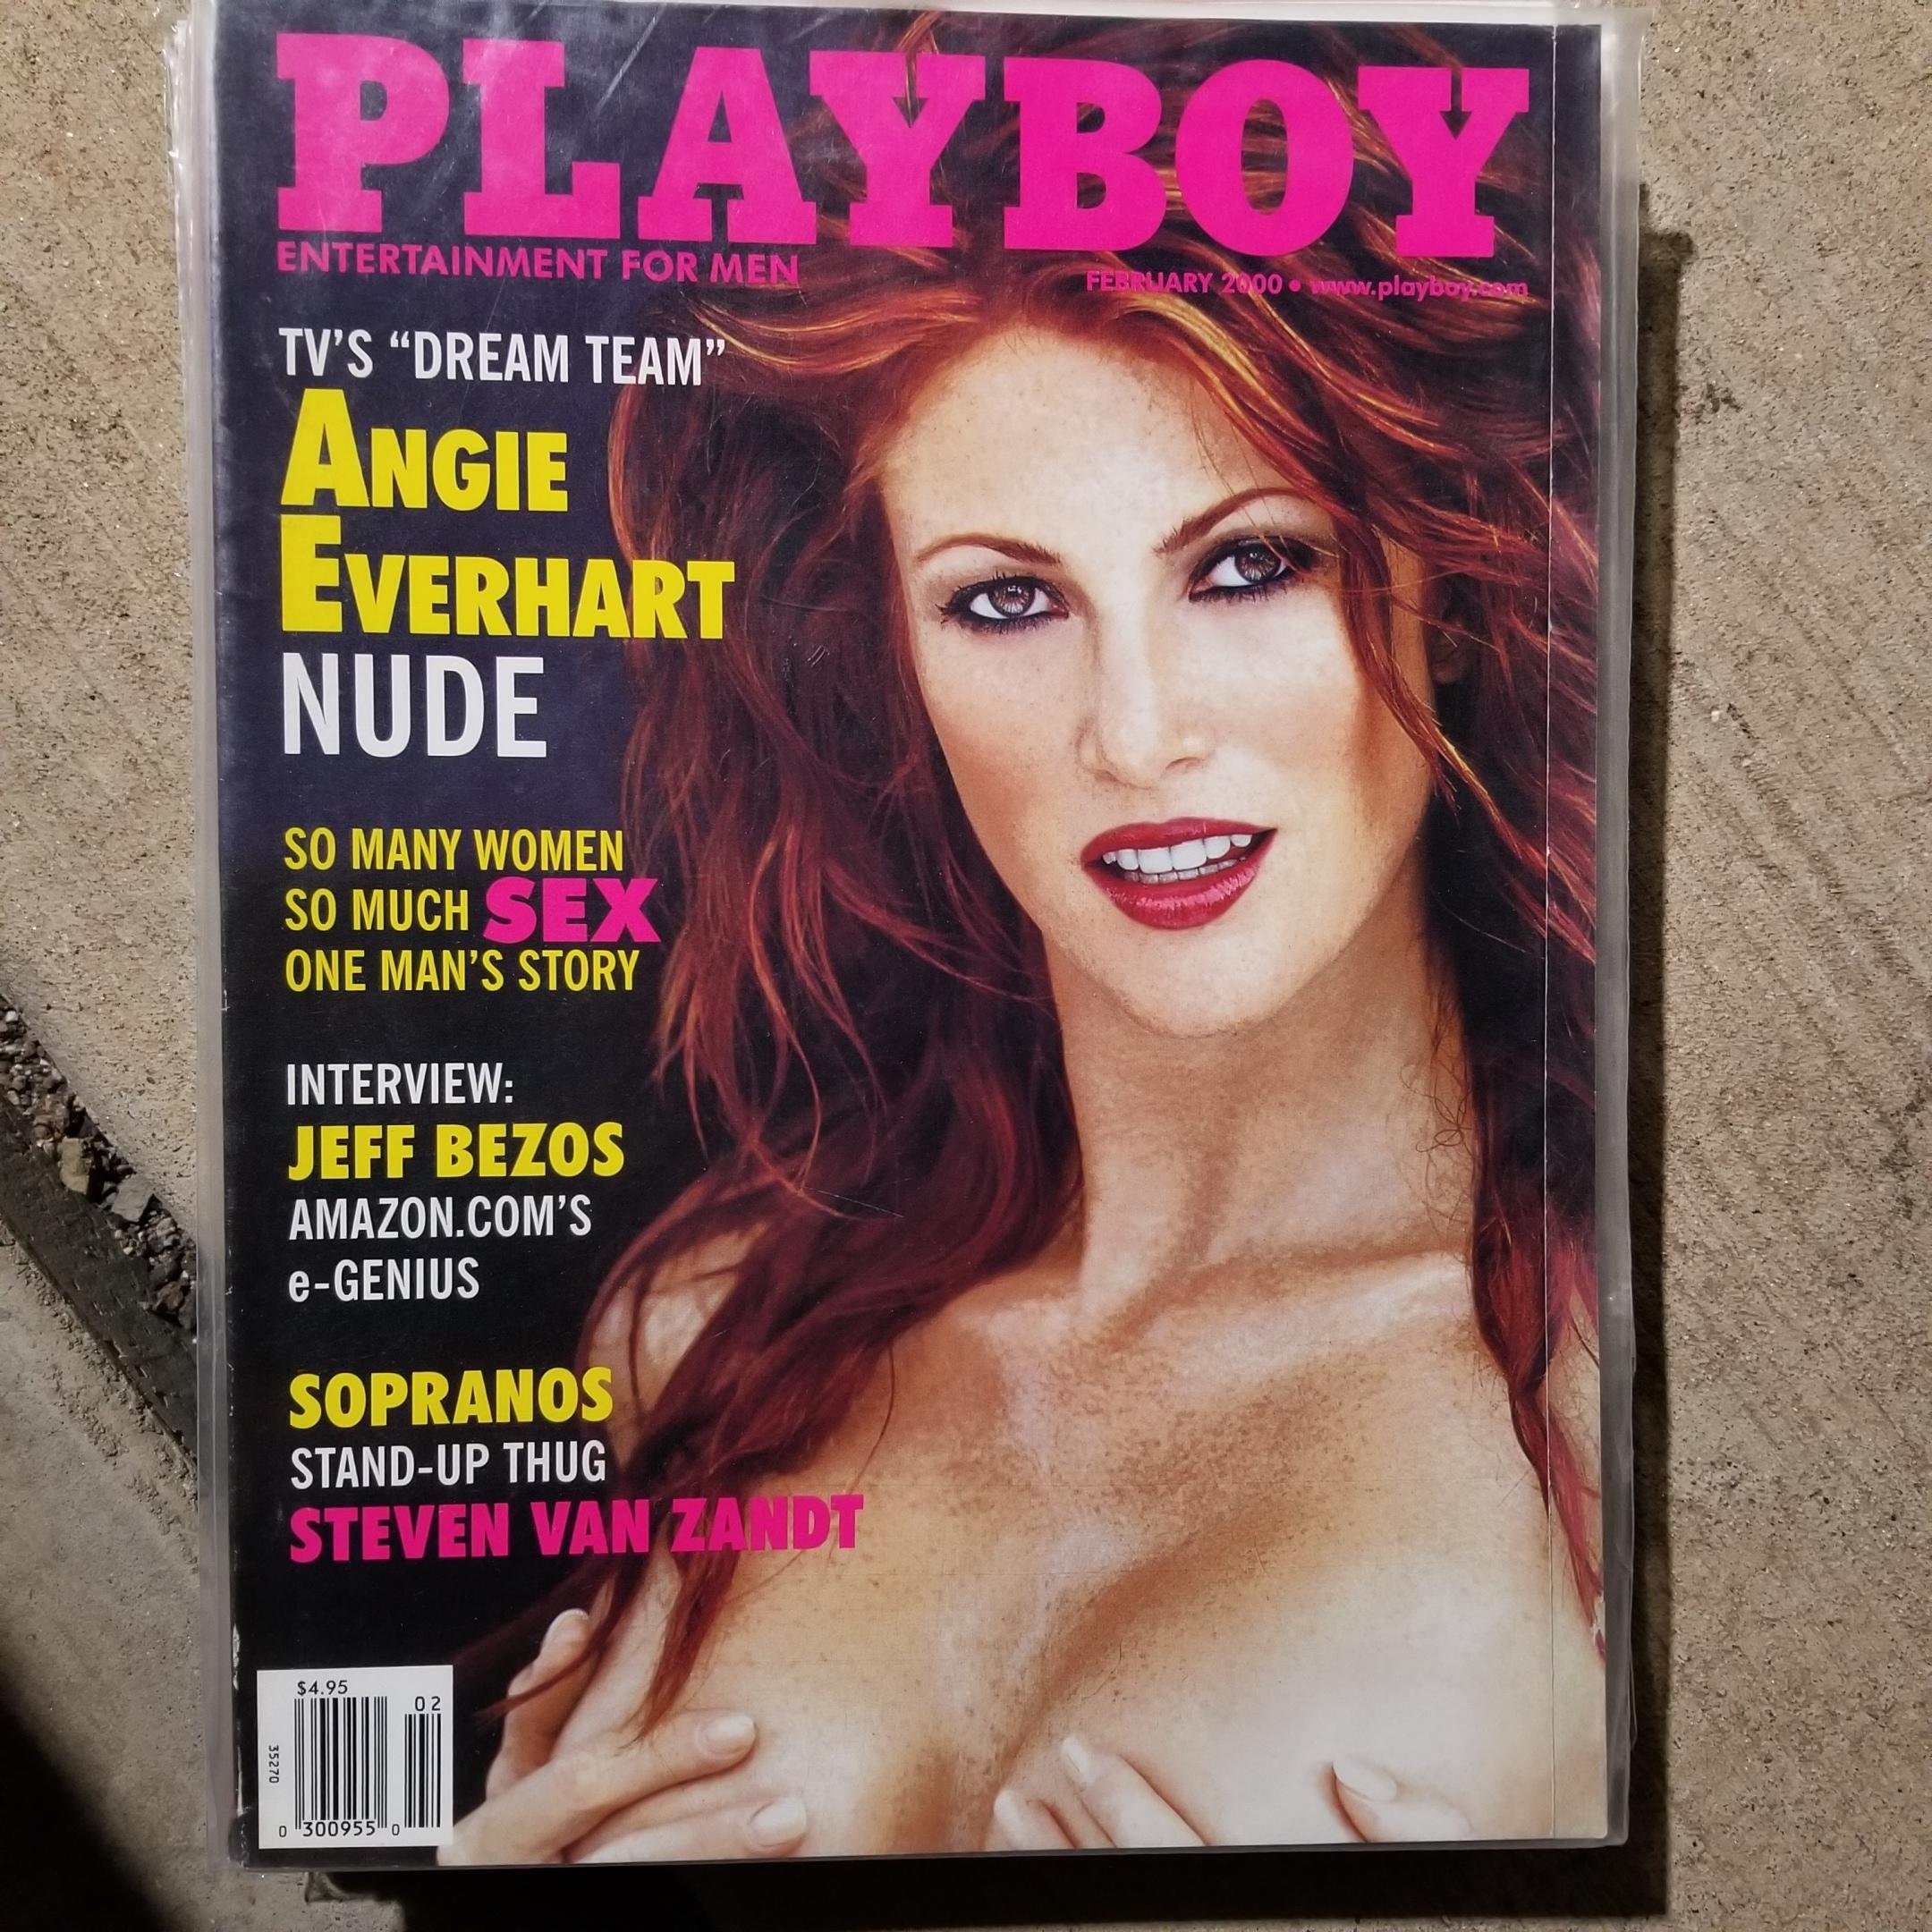 PLAYBOY
ENTERTAINMENT FOR MEN
FEBRUARY 2000 • www.playboy.com
TV'S “DREAM TEAM”
ANGIE
EVERHART
NUDE
SO MANY WOMEN
SO MUCH SEX
ONE MAN'S STORY
INTERVIEW:
JEFF BEZOS
AMAZON.COM'S
e-GENIUS
SOPRANOS
STAND-UP THUG
STEVEN VAN ZANDT
$4.95
02
35270
0 300955 0